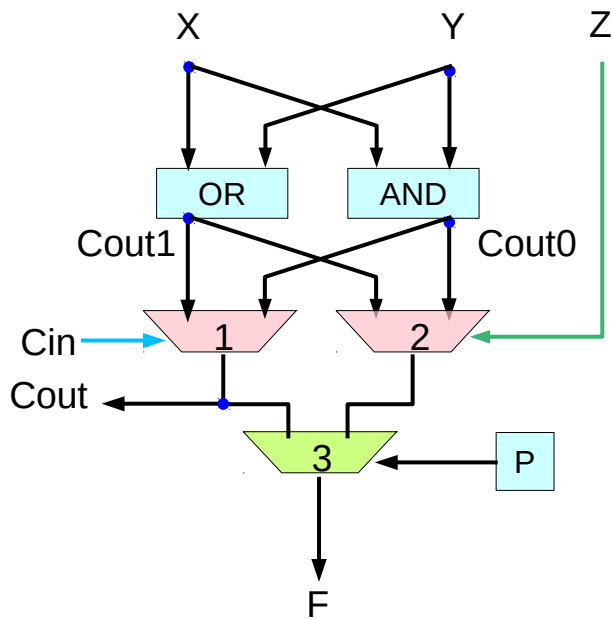 X Y Z
OR AND
Cout1 Cout0
Cin 1 2
Cout
3 P
F